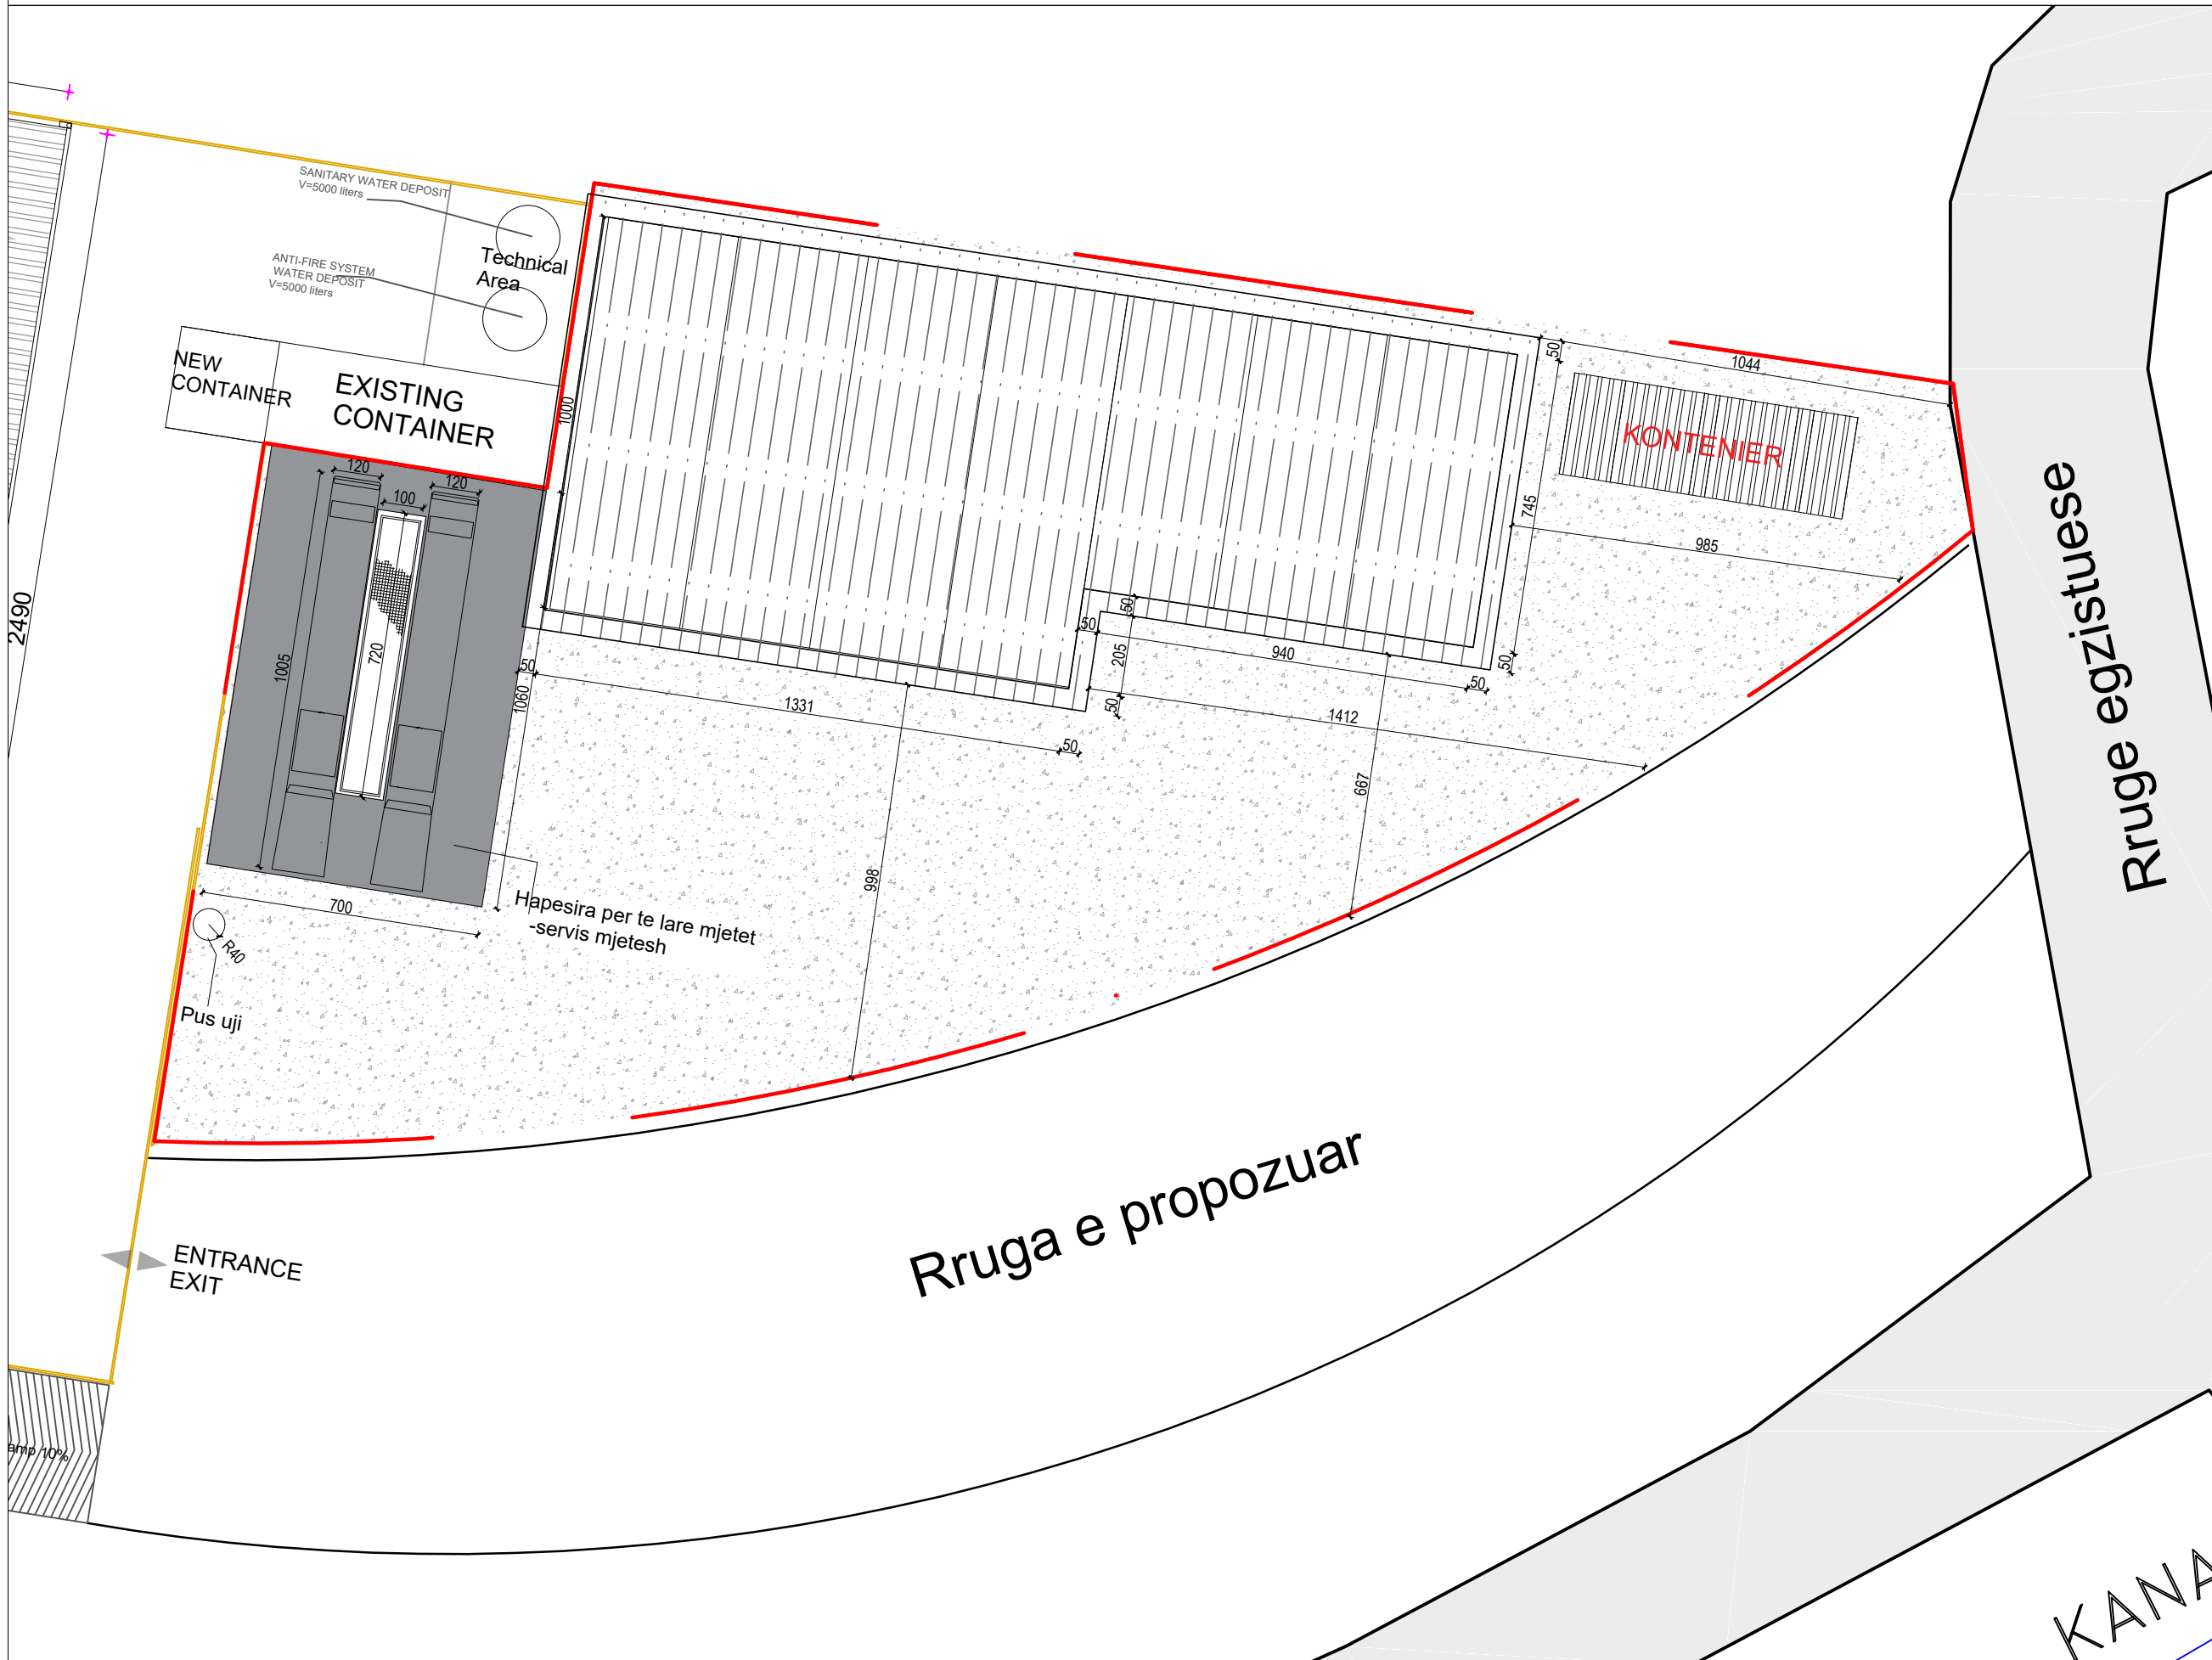 SANITARY WATER DEPOSIT
V=5000 liters
ANTI-FIRE SYSTEM
WATER DEPOSIT
V=5000 liters
Technical
Area
NEW
CONTAINER
EXISTING
CONTAINER
1000
50
1044
KONTENIER
745
985
Rruge egzistuese
120
120
100
2490
1005
720
50
1060
1331
50
50
50
205
50
940
50
50
1412
667
998
700
R40
Hapesira per te lare mjetet
-servis mjetesh
Pus uji
Rruga e propozuar
ENTRANCE
EXIT
amp 10%
KANA